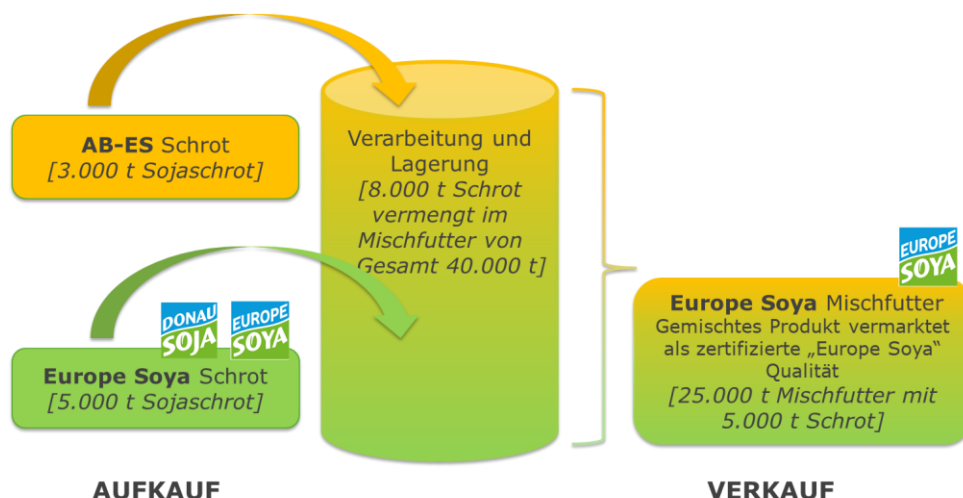 AB-ES Schrot
[3.000 t Sojaschrot]
Verarbeitung und
Lagerung
[8.000 t Schrot
vermengt im
Mischfutter von
Gesamt 40.000 t]
DONAU
SOJA
EUROPE
SOYA
Europe Soya Schrot
[5.000 t Sojaschrot]
EUROPE
SOYA
Europe Soya Mischfutter
Gemischtes Produkt vermarktet
als zertifizierte „Europe Soya“
Qualität
[25.000 t Mischfutter mit
5.000 t Schrot]
AUFKAUF
VERKAUF